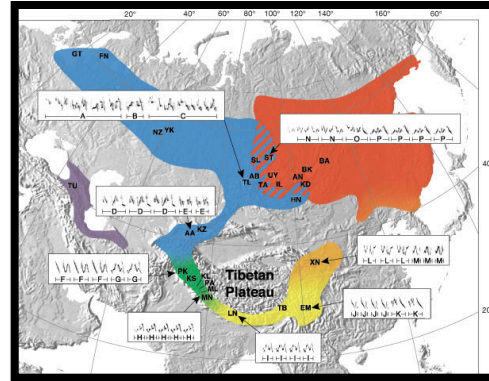 20° 40° 60° 80° 100° 120° 140° 160° 60°
GT FN
A B C
NZ YK
N N O P P P P
SL ST
BA
BK
TL AB UY AN
TA IL KD
HN
40
TU
D D D E E
AA KZ
XN
L L L M M
F F F G G
PK
KS KL
PA
ML
MN
Tibetan
Plateau
LN TB EM
J J J J K K
H H H H H
I I I I
20